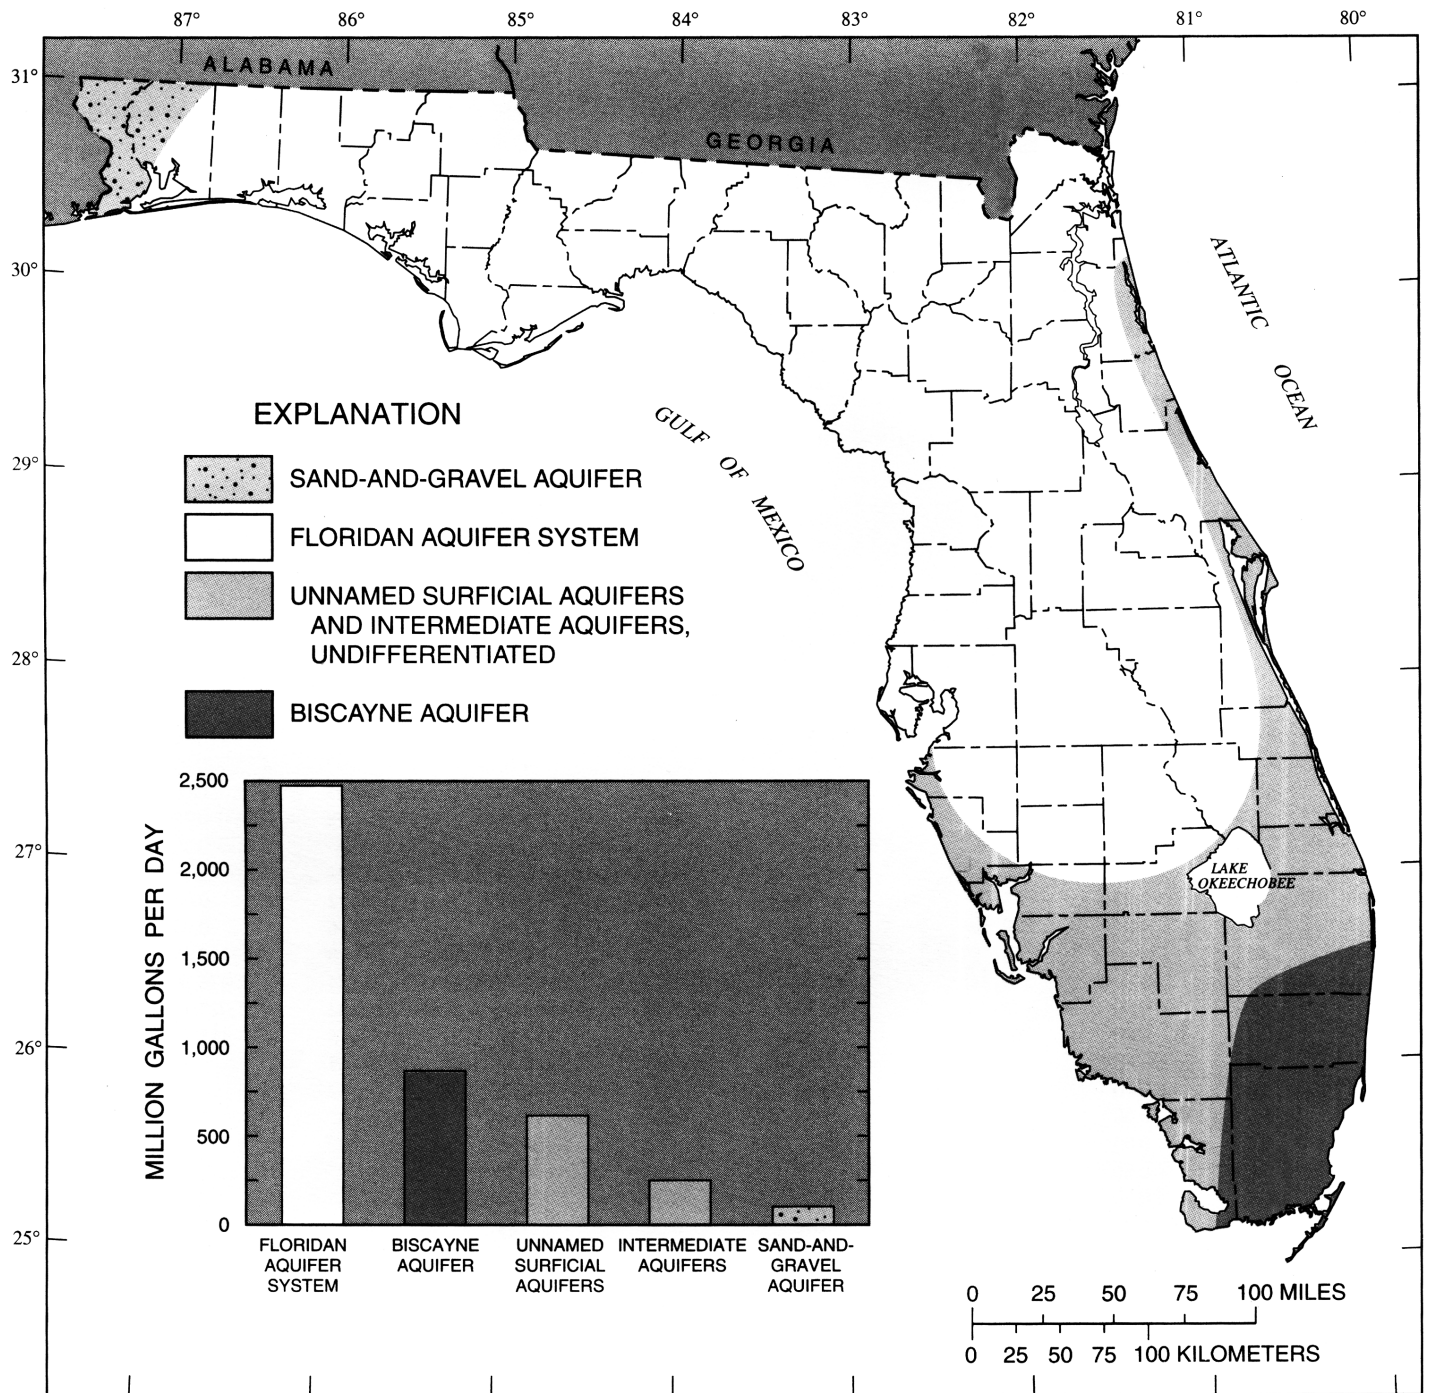 87° 86° 85° 84° 83° 82° 81° 80°
31°
ALABAMA
GEORGIA
30°
ATLANTIC
OCEAN
GULF OF MEXICO
29°
28°
27°
26°
25°
EXPLANATION
SAND-AND-GRAVEL AQUIFER
FLORIDAN AQUIFER SYSTEM
UNNAMED SURFICIAL AQUIFERS
AND INTERMEDIATE AQUIFERS,
UNDIFFERENTIATED
BISCAYNE AQUIFER
LAKE
OKEECHOBEE
MILLION GALLONS PER DAY
2,500
2,000
1,500
1,000
500
0
FLORIDAN
AQUIFER
SYSTEM
BISCAYNE
AQUIFER
UNNAMED
SURFICIAL
AQUIFERS
INTERMEDIATE
AQUIFERS
SAND-AND-
GRAVEL
AQUIFER
0 25 50 75 100 MILES
0 25 50 75 100 KILOMETERS